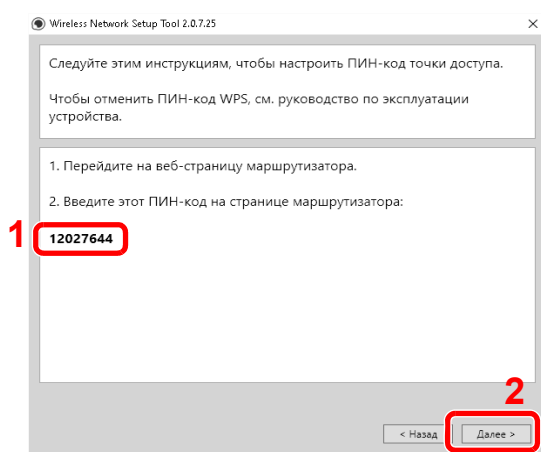 Wireless Network Setup Tool 2.0.7.25
Следуйте этим инструкциям, чтобы настроить ПИН-код точки доступа.
Чтобы отменить ПИН-код WPS, см. руководство по эксплуатации
устройства.
1. Перейдите на веб-страницу маршрутизатора.
2. Введите этот ПИН-код на странице маршрутизатора:
1
12027644
2
< Назад
Далее >